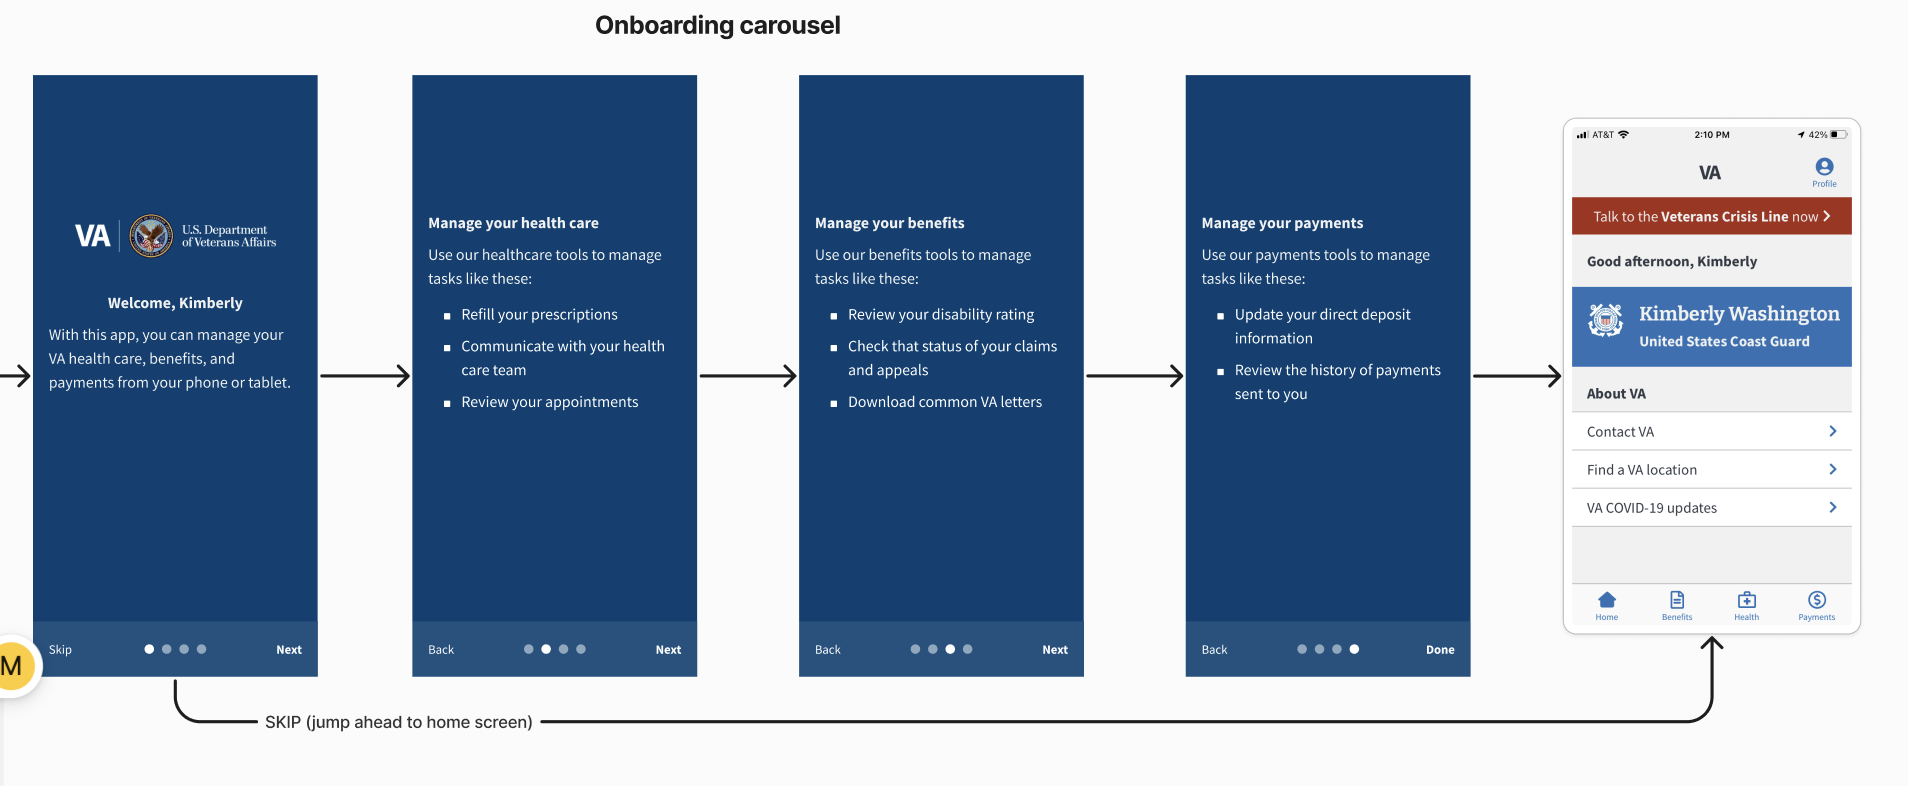 Onboarding carousel
VA
U.S. Department
of Veterans Affairs
Welcome, Kimberly
With this app, you can manage your
VA health care, benefits, and
payments from your phone or tablet.
Skip
Next
Manage your health care
Use our healthcare tools to manage
tasks like these:
Refill your prescriptions
Communicate with your health
care team
Review your appointments
Back
Next
Manage your benefits
Use our benefits tools to manage
tasks like these:
Review your disability rating
Check that status of your claims
and appeals
Download common VA letters
Back
Next
Manage your payments
Use our payments tools to manage
tasks like these:
Update your direct deposit
information
Review the history of payments
sent to you
Back
Done
AT&T
2:10 PM
42%
VA
Profile
Talk to the Veterans Crisis Line now
Good afternoon, Kimberly
Kimberly Washington
United States Coast Guard
About VA
Contact VA
Find a VA location
VA COVID-19 updates
Home
Benefits
Health
Payments
M
SKIP (jump ahead to home screen)